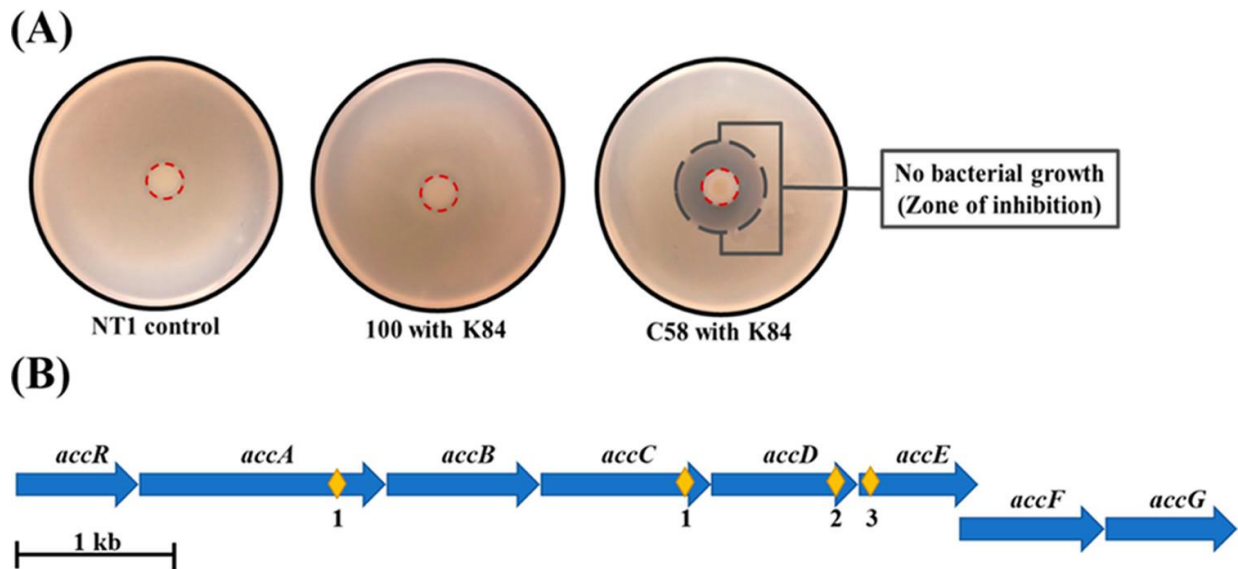 (A)
No bacterial growth
(Zone of inhibition)
NT1 control
100 with K84
C58 with K84
(B)
accR
accA
accB
accC
accD
accE
1
1
2
3
accF
accG
1 kb